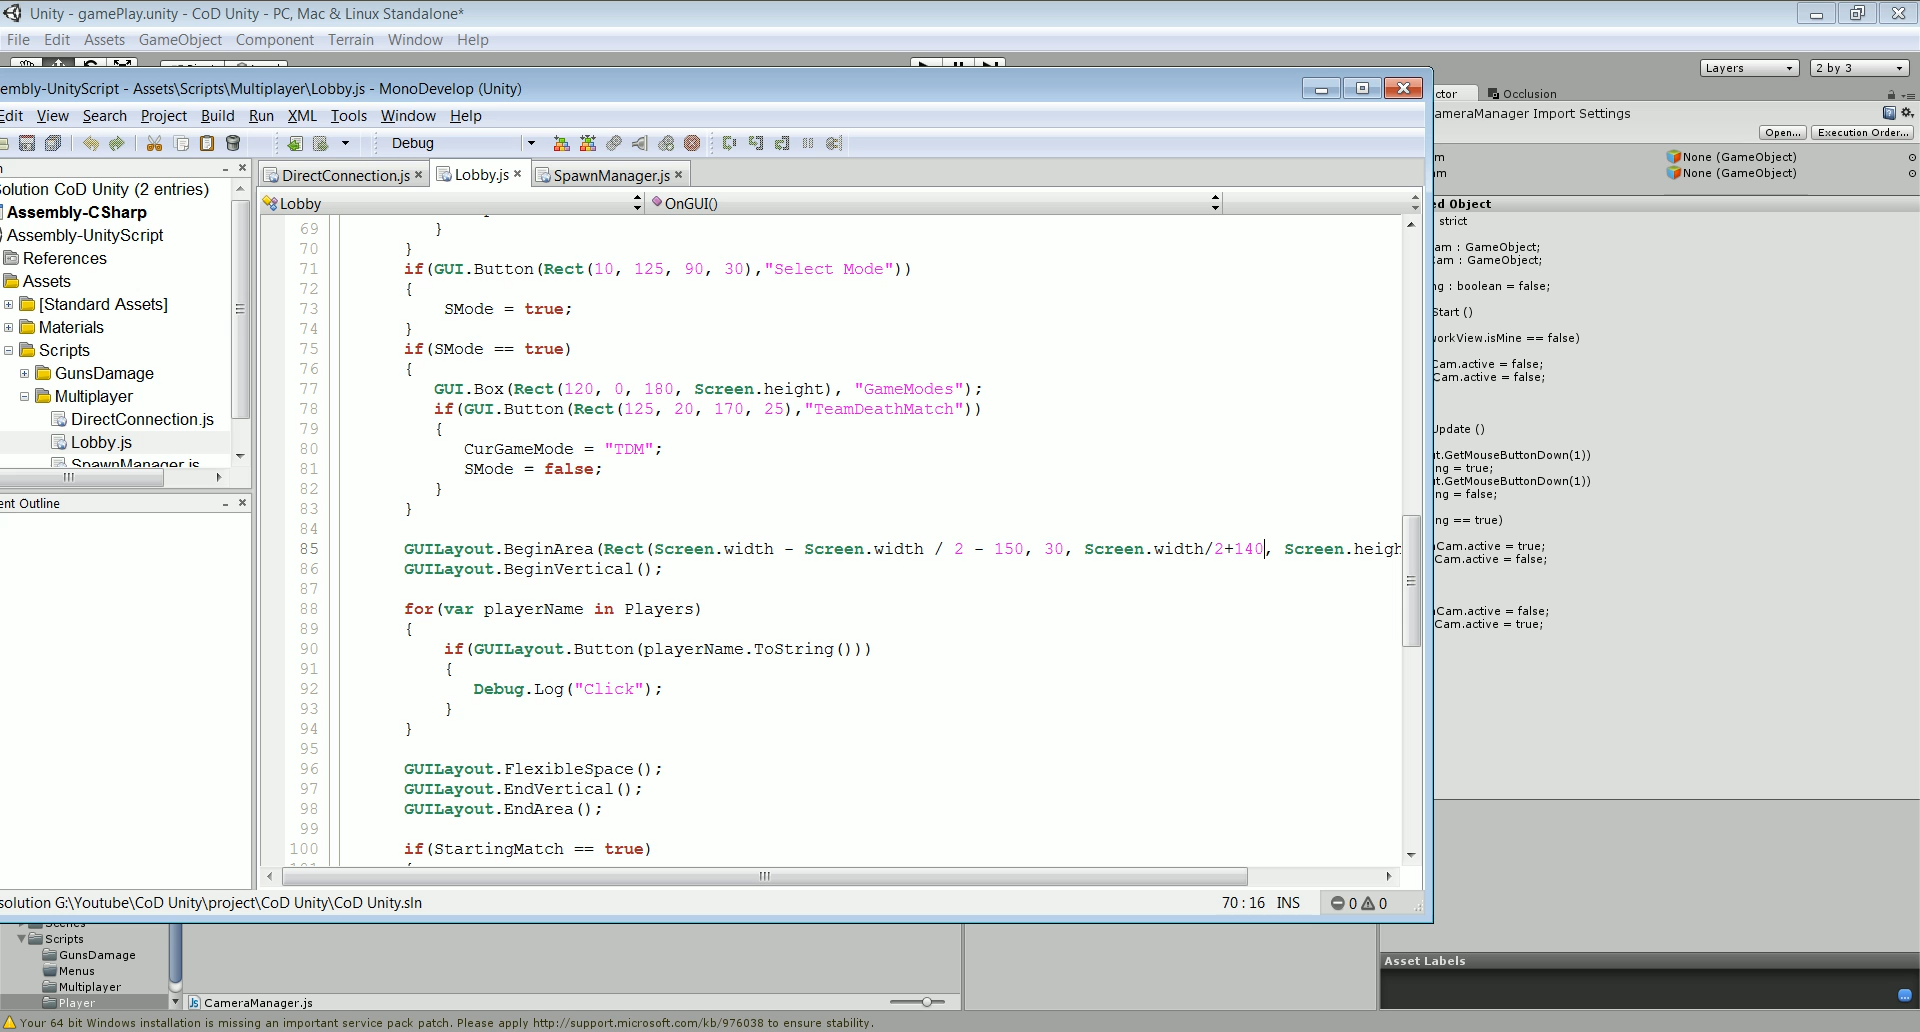 Unity - gamePlay.unity - CoD Unity - PC, Mac & Linux Standalone*
File Edit Assets GameObject Component Terrain Window Help
Layers 2 by 3
embly-UnityScript - Assets\Scripts\Multiplayer\Lobby.js - MonoDevelop (Unity)
Edit View Search Project Build Run XML Tools Window Help
Debug
DirectConnection.js Lobby.js SpawnManager.js
Lobby OnGUI()
olution CoD Unity (2 entries)
Assembly-CSharp
Assembly-UnityScript
References
Assets
[Standard Assets]
Materials
Scripts
GunsDamage
Multiplayer
DirectConnection.js
Lobby.js
SpawnManager.js
ent Outline
69 }
70 }
71 if(GUI.Button(Rect(10, 125, 90, 30),"Select Mode"))
72 {
73 SMode = true;
74 }
75 if(SMode == true)
76 {
77 GUI.Box(Rect(120, 0, 180, Screen.height), "GameModes");
78 if(GUI.Button(Rect(125, 20, 170, 25),"TeamDeathMatch"))
79 {
80 CurGameMode = "TDM";
81 SMode = false;
82 }
83 }
84
85 GUILayout.BeginArea(Rect(Screen.width - Screen.width / 2 - 150, 30, Screen.width/2+140, Screen.heigh
86 GUILayout.BeginVertical();
87
88 for(var playerName in Players)
89 {
90 if(GUILayout.Button(playerName.ToString()))
91 {
92 Debug.Log("Click");
93 }
94 }
95
96 GUILayout.FlexibleSpace();
97 GUILayout.EndVertical();
98 GUILayout.EndArea();
99
100 if(StartingMatch == true)
olution G:\Youtube\CoD Unity\project\CoD Unity\CoD Unity.sln
70 : 16 INS 0 0
ctor Occlusion
ameraManager Import Settings
Open... Execution Order...
m None (GameObject)
am None (GameObject)
ed Object
strict
am : GameObject;
Cam : GameObject;
ng : boolean = false;
Start ()
workView.isMine == false)
Cam.active = false;
Cam.active = false;
Update ()
ut.GetMouseButtonDown(1))
ng = true;
ut.GetMouseButtonDown(1))
ng = false;
ng == true)
Cam.active = true;
Cam.active = false;
Cam.active = false;
Cam.active = true;
Asset Labels
Scenes
Scripts
GunsDamage
Menus
Multiplayer
Player
CameraManager.js
Your 64 bit Windows installation is missing an important service pack patch. Please apply http://support.microsoft.com/kb/976038 to ensure stability.